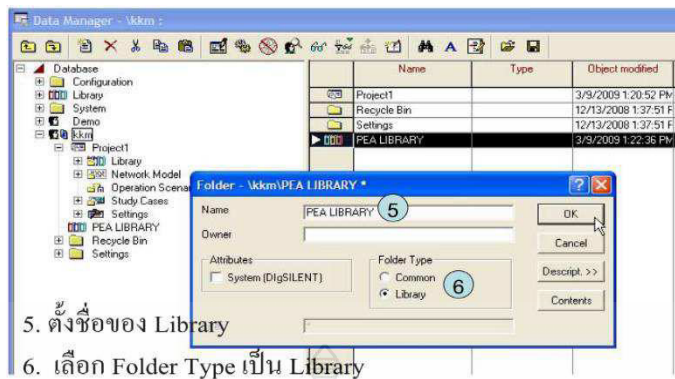 Data Manager - \kkm :
Name Type Object modified
Database
Configuration
Library
System
Demo
kkm
Project1
Library
Network Model
Operation Scenar
Study Cases
Settings
PEA LIBRARY
Recycle Bin
Settings
Project1 3/9/2009 1:20:52 PM
Recycle Bin 12/13/2008 1:37:51 P
Settings 12/13/2008 1:37:51 P
PEA LIBRARY 3/9/2009 1:22:36 PM
Folder - \kkm\PEA LIBRARY *
Name PEA LIBRARY 5
Owner
Attributes
System (DIgSILENT)
Folder Type
Common
Library
6
OK
Cancel
Descript. >>
Contents
5. ตั้งชื่อของ Library
6. เลือก Folder Type เป็น Library